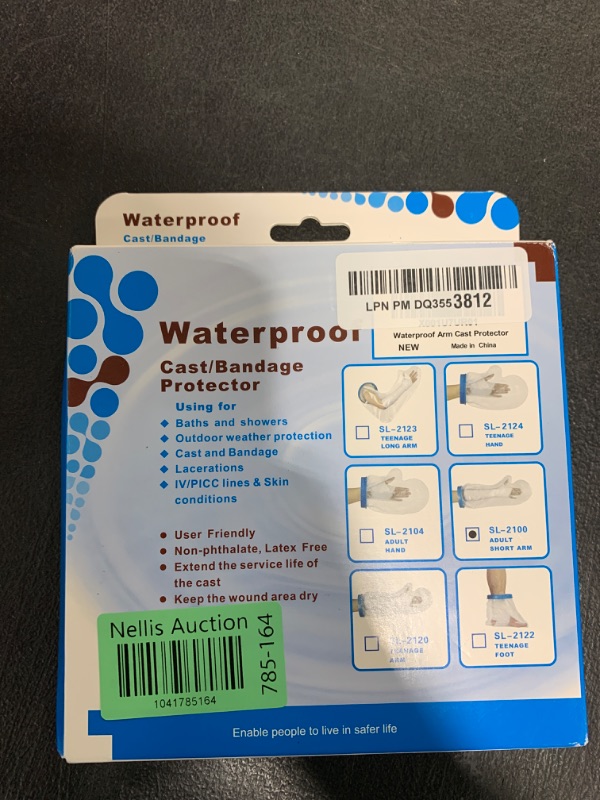 Waterproof
Cast/Bandage
LPN PM DQ3553812
Waterproof Arm Cast Protector
NEW Made in China
Waterproof
Cast/Bandage
Protector
Using for
Baths and showers
Outdoor weather protection
Cast and Bandage
Lacerations
IV/PICC lines & Skin
conditions
User Friendly
Non-phthalate, Latex Free
Extend the service life of
the cast
Keep the wound area dry
SL-2123
TEENAGE
LONG ARM
SL-2124
TEENAGE
HAND
SL-2104
ADULT
HAND
SL-2100
ADULT
SHORT ARM
SL-2120
TEENAGE
ARM
SL-2122
TEENAGE
FOOT
Nellis Auction
1041785164
785-164
Enable people to live in safer life